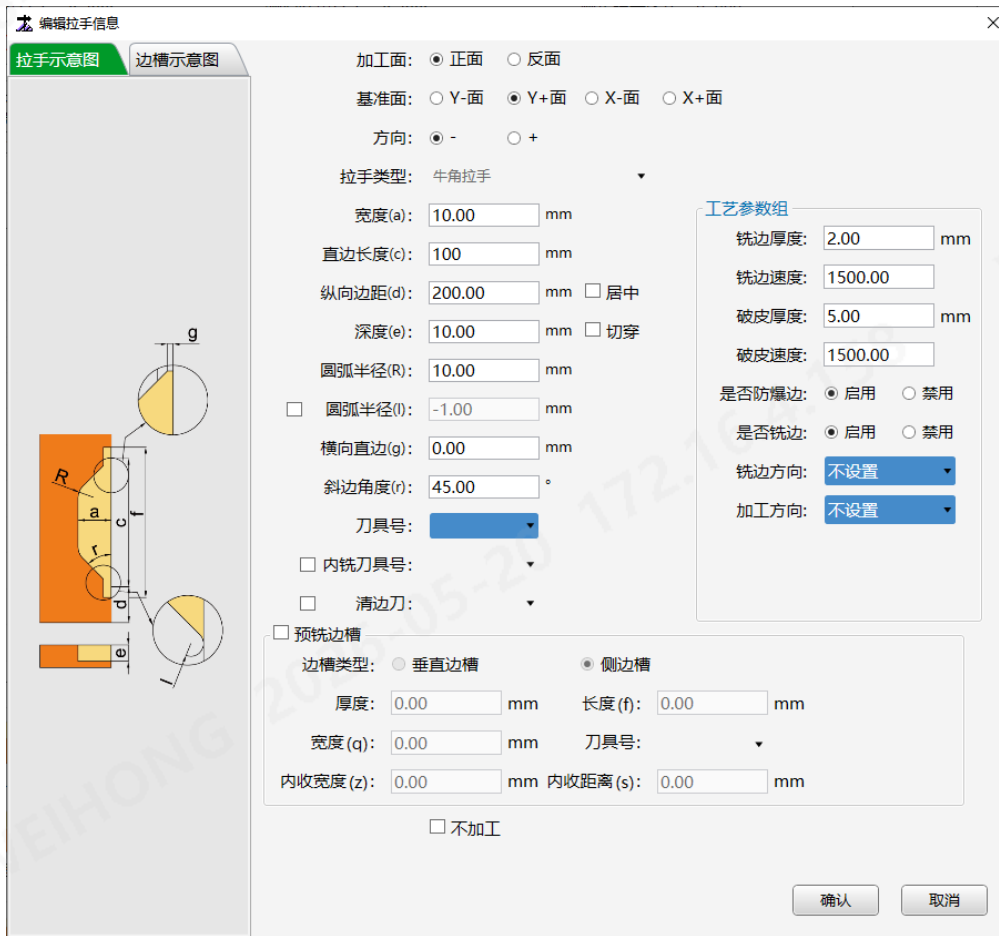 编辑拉手信息
拉手示意图 边槽示意图
加工面: 正面 反面
基准面: Y-面 Y+面 X-面 X+面
方向: - +
拉手类型: 牛角拉手
宽度(a): 10.00 mm
直边长度(c): 100 mm
纵向边距(d): 200.00 mm 居中
深度(e): 10.00 mm 切穿
圆弧半径(R): 10.00 mm
圆弧半径(l): -1.00 mm
横向直边(g): 0.00 mm
斜边角度(r): 45.00 °
刀具号:
内铣刀具号:
清边刀:
工艺参数组
铣边厚度: 2.00 mm
铣边速度: 1500.00
破皮厚度: 5.00 mm
破皮速度: 1500.00
是否防爆边: 启用 禁用
是否铣边: 启用 禁用
铣边方向: 不设置
加工方向: 不设置
g
R
a
c
f
r
d
e
l
预铣边槽
边槽类型: 垂直边槽 侧边槽
厚度: 0.00 mm 长度(f): 0.00 mm
宽度(q): 0.00 mm 刀具号:
内收宽度(z): 0.00 mm 内收距离(s): 0.00 mm
不加工
确认 取消
WEIHONG 2026-05-20 172.16.4.158